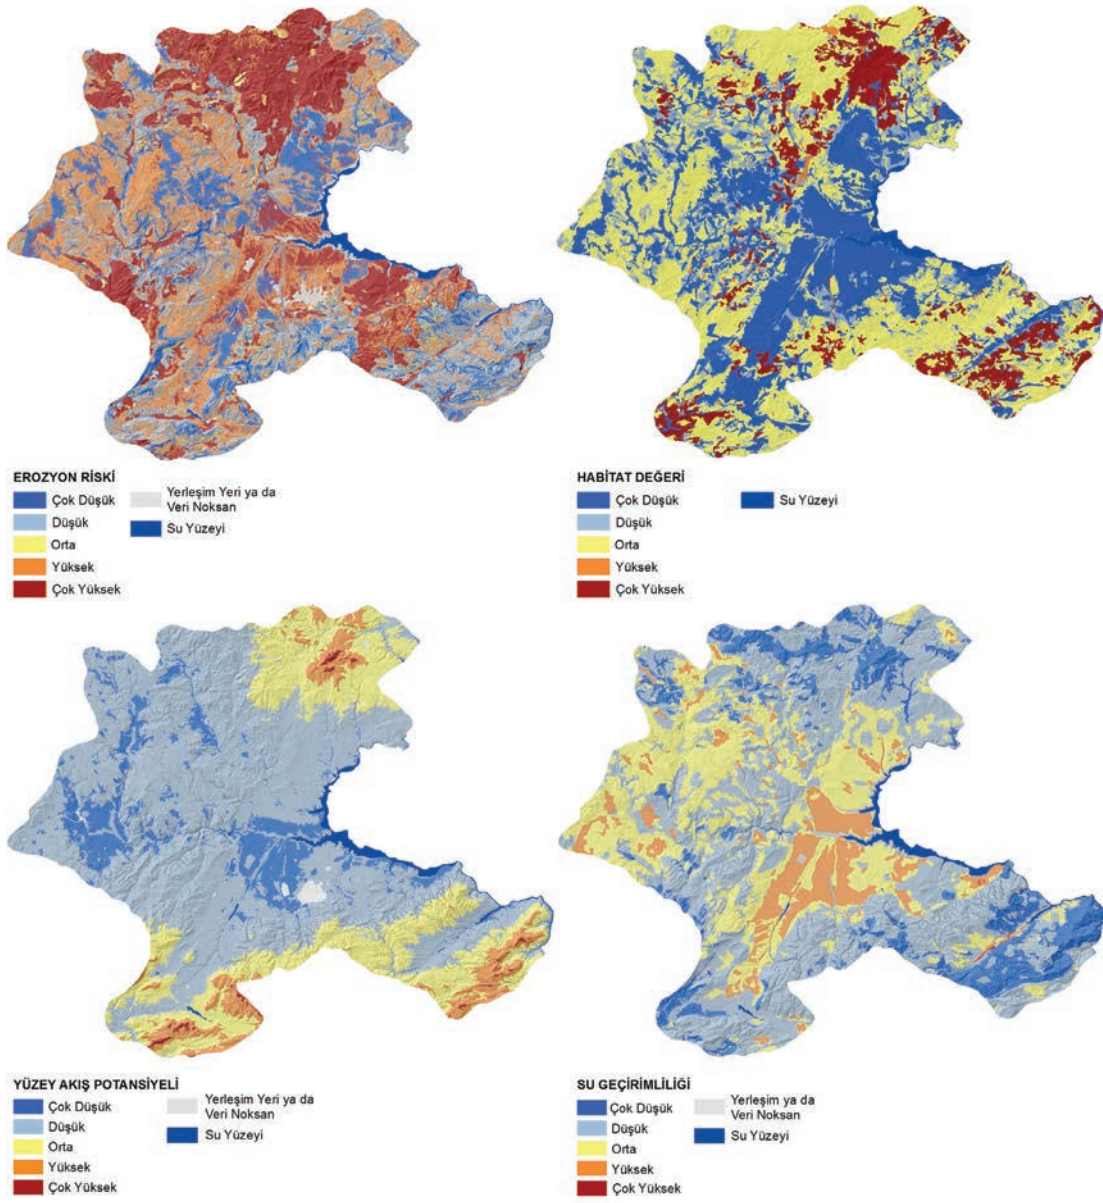 EROZYON RİSKİ
Çok Düşük
Düşük
Orta
Yüksek
Çok Yüksek
Yerleşim Yeri ya da
Veri Noksan
Su Yüzeyi
HABİTAT DEĞERİ
Çok Düşük
Düşük
Orta
Yüksek
Çok Yüksek
Su Yüzeyi
YÜZEY AKIŞ POTANSİYELİ
Çok Düşük
Düşük
Orta
Yüksek
Çok Yüksek
Yerleşim Yeri ya da
Veri Noksan
Su Yüzeyi
SU GEÇİRİMLİLİĞİ
Çok Düşük
Düşük
Orta
Yüksek
Çok Yüksek
Yerleşim ya da
Veri Noksan
Su Yüzeyi